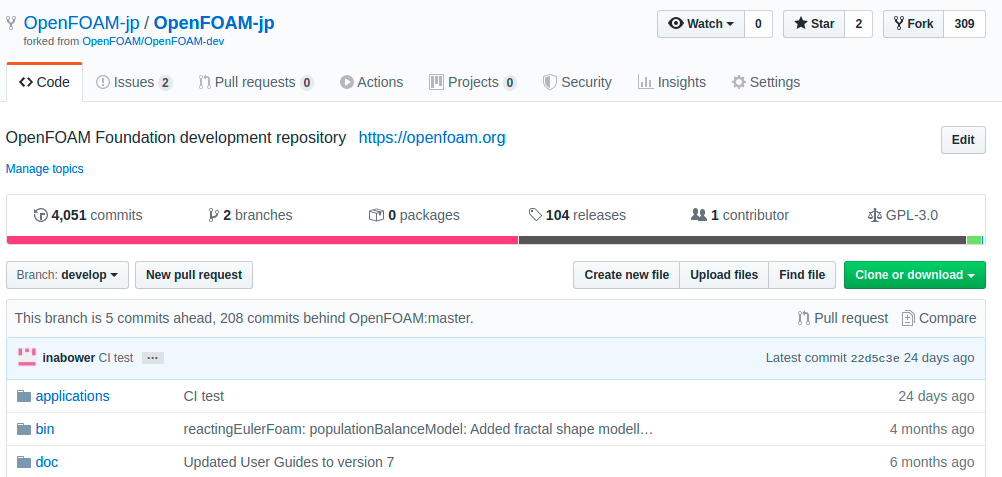 OpenFOAM-jp / OpenFOAM-jp Watch 0 Star 2 Fork 309
forked from OpenFOAM/OpenFOAM-dev
Code Issues 2 Pull requests 0 Actions Projects 0 Security Insights Settings
OpenFOAM Foundation development repository https://openfoam.org Edit
Manage topics
4,051 commits 2 branches 0 packages 104 releases 1 contributor GPL-3.0
Branch: develop New pull request Create new file Upload files Find file Clone or download
This branch is 5 commits ahead, 208 commits behind OpenFOAM:master. Pull request Compare
inabower CI test ... Latest commit 22d5c3e 24 days ago
applications CI test 24 days ago
bin reactingEulerFoam: populationBalanceModel: Added fractal shape modell… 4 months ago
doc Updated User Guides to version 7 6 months ago